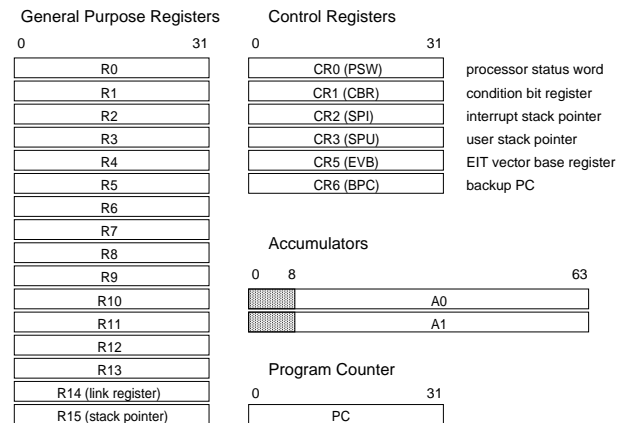 General Purpose Registers
0 31
R0
R1
R2
R3
R4
R5
R6
R7
R8
R9
R10
R11
R12
R13
R14 (link register)
R15 (stack pointer)
Control Registers
0 31
CR0 (PSW) processor status word
CR1 (CBR) condition bit register
CR2 (SPI) interrupt stack pointer
CR3 (SPU) user stack pointer
CR5 (EVB) EIT vector base register
CR6 (BPC) backup PC
Accumulators
0 8 63
A0
A1
Program Counter
0 31
PC